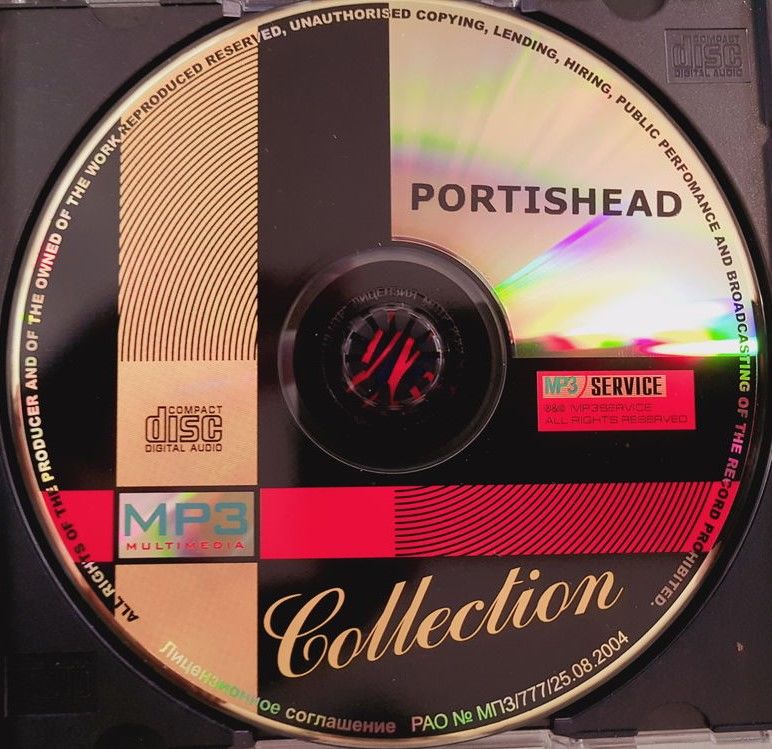 ALL RIGHTS OF THE PRODUCER AND OF THE OWNED OF THE WORK REPRODUCED RESERVED, UNAUTHORISED COPYING, LENDING, HIRING, PUBLIC PERFOMANCE AND BROADCASTING OF THE RECORD PROHIBITED.
COMPACT
disc
DIGITAL AUDIO
PORTISHEAD
ЛИЦЕНЗИЯ
MP3 SERVICE
MP3SERVICE
ALL RIGHTS RESERVED
COMPACT
disc
DIGITAL AUDIO
MP3
MULTIMEDIA
Collection
Лицензионное соглашение РАО № МПЗ/777/25.08.2004